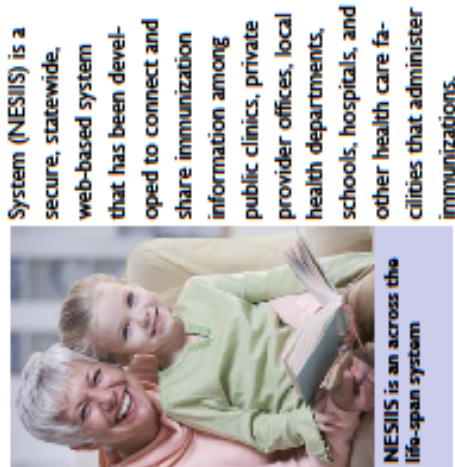 System (NESIIS) is a
secure, statewide,
web-based system
that has been devel-
oped to connect and
share immunization
information among
public clinics, private
provider offices, local
health departments,
schools, hospitals, and
other health care fa-
cilities that administer
immunizations.
NESIIS is an across the
life-span system